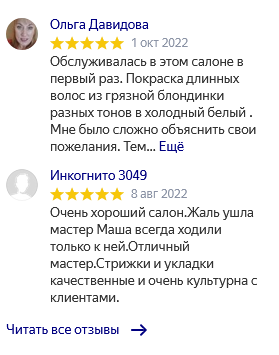 Ольга Давидова
1 окт 2022
Обслуживалась в этом салоне в
первый раз. Покраска длинных
волос из грязной блондинки
разных тонов в холодный белый .
Мне было сложно объяснить свои
пожелания. Тем... Ещё
Инкогнито 3049
8 авг 2022
Очень хороший салон.Жаль ушла
мастер Маша всегда ходили
только к ней.Отличный
мастер.Стрижки и укладки
качественные и очень культурна с
клиентами.
Читать все отзывы →